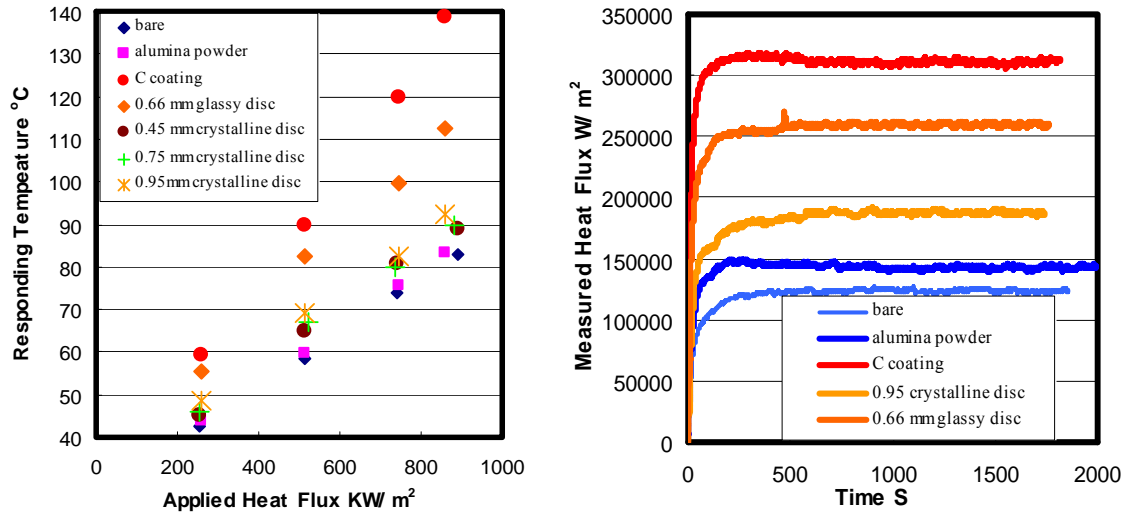 140
130
120
110
100
90
80
70
60
50
40
Responding Tempeature °C
bare
alumina powder
C coating
0.66 mm glassy disc
0.45 mm crystalline disc
0.75 mm crystalline disc
0.95mm crystalline disc
0 200 400 600 800 1000
Applied Heat Flux KW/ m²
350000
300000
250000
200000
150000
100000
50000
0
Measured Heat Flux W/ m²
bare
alumina powder
C coating
0.95 crystalline disc
0.66 mm glassy disc
0 500 1000 1500 2000
Time S